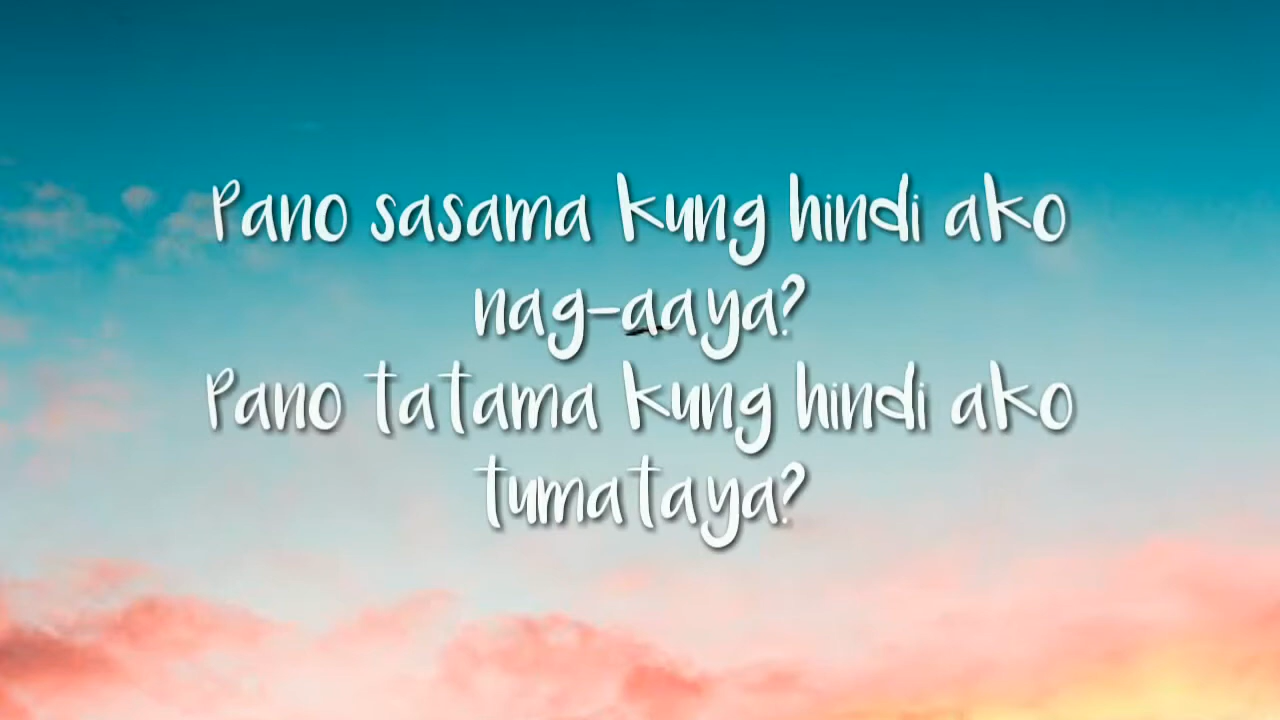 Pano sasama kung hindi ako
nag-aaya?
Pano tatama kung hindi ako
tumataya?